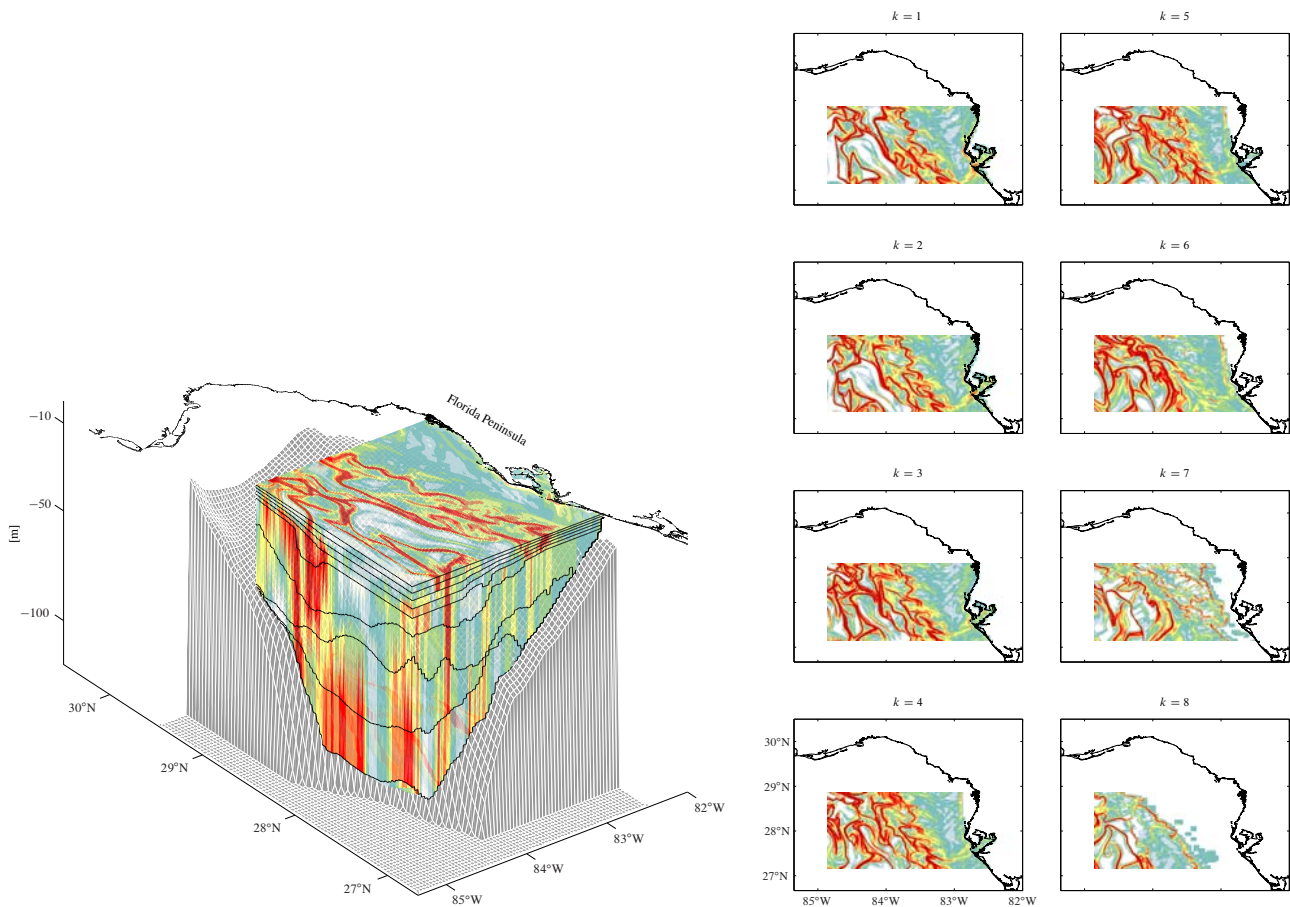 −10
−50
−100
[m]
Florida Peninsula
30°N
29°N
28°N
27°N
85°W
84°W
83°W
82°W
k = 1
k = 5
k = 2
k = 6
k = 3
k = 7
k = 4
k = 8
30°N
29°N
28°N
27°N
85°W
84°W
83°W
82°W